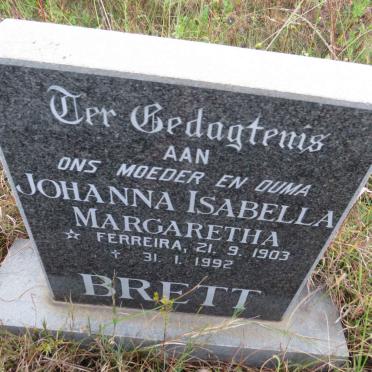 Ter Gedagtenis
AAN
ONS MOEDER EN OUMA
JOHANNA ISABELLA
MARGARETHA
☆ FERREIRA, 21. 9. 1903
✝ 31. 1. 1992
BRETT